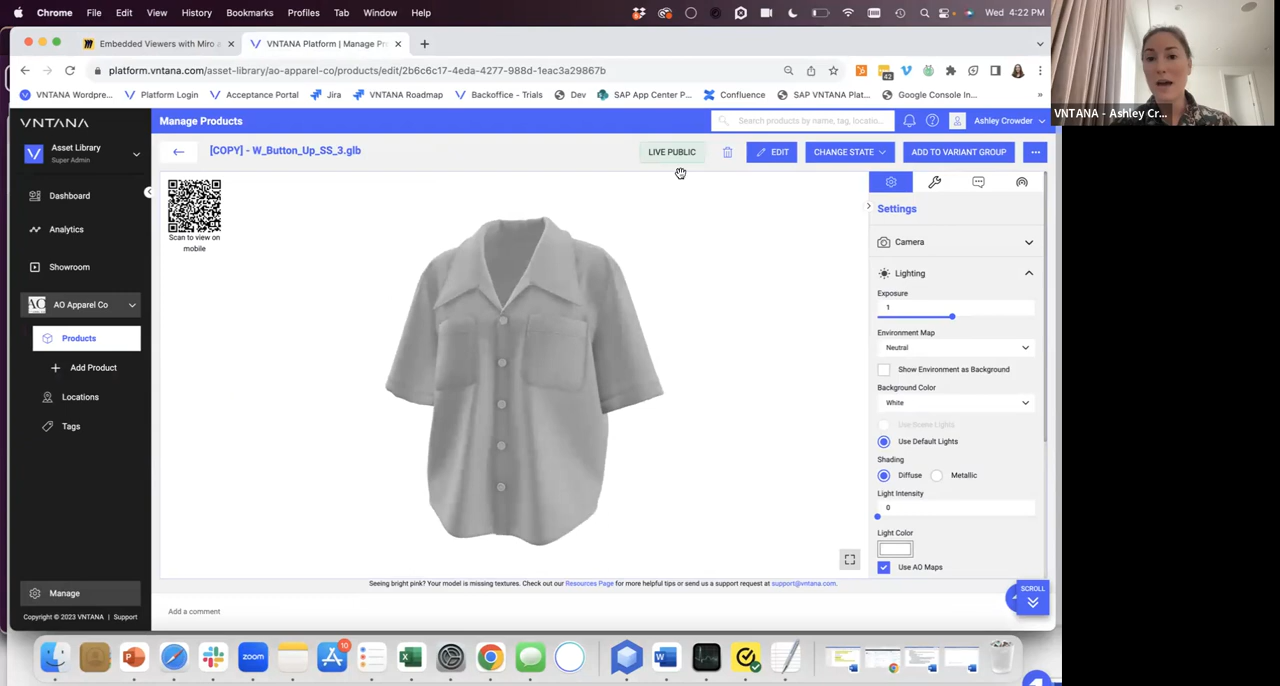 Chrome File Edit View History Bookmarks Profiles Tab Window Help
Wed 4:22 PM
Embedded Viewers with Miro a
VNTANA Platform | Manage Pr
platform.vntana.com/asset-library/ao-apparel-co/products/edit/2b6c6c17-4eda-4277-988d-1eac3a29867b
42
VNTANA Wordpre...
Platform Login
Acceptance Portal
Jira
VNTANA Roadmap
Backoffice - Trials
Dev
SAP App Center P...
Confluence
SAP VNTANA Plat...
Google Console In...
»
VNTANA - Ashley Cr...
VNTANA
Manage Products
Search products by name, tag, locatio...
Ashley Crowder
Asset Library
Super Admin
[COPY] - W_Button_Up_SS_3.glb
LIVE PUBLIC
EDIT
CHANGE STATE
ADD TO VARIANT GROUP
Dashboard
Analytics
Showroom
AO
AO Apparel Co
Products
Add Product
Locations
Tags
Manage
Copyright © 2023 VNTANA | Support
Scan to view on
mobile
Settings
Camera
Lighting
Exposure
1
Environment Map
Neutral
Show Environment as Background
Background Color
White
Use Scene Lights
Use Default Lights
Shading
Diffuse
Metallic
Light Intensity
0
Light Color
Use AO Maps
SCROLL
Seeing bright pink? Your model is missing textures. Check out our Resources Page for more helpful tips or send us a support request at support@vntana.com.
Add a comment
zoom
10